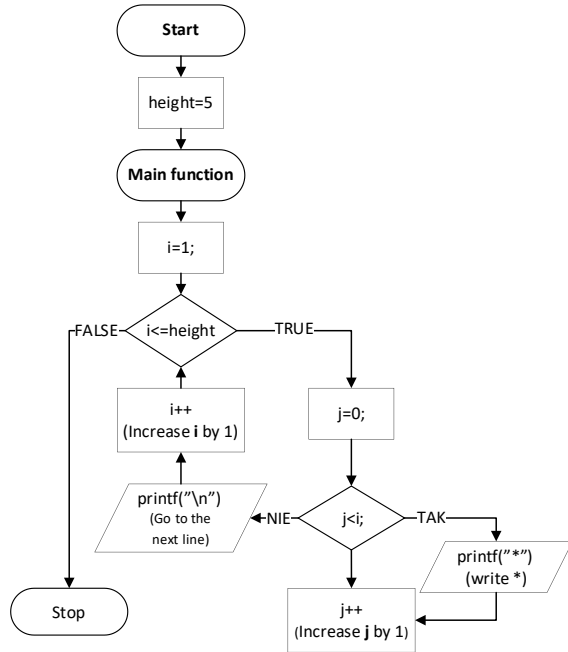 Start
height=5
Main function
i=1;
i<=height
FALSE
TRUE
i++
(Increase i by 1)
j=0;
printf(”\n”)
(Go to the
next line)
NIE
j<i;
TAK
printf(”*”)
(write *)
j++
(Increase j by 1)
Stop